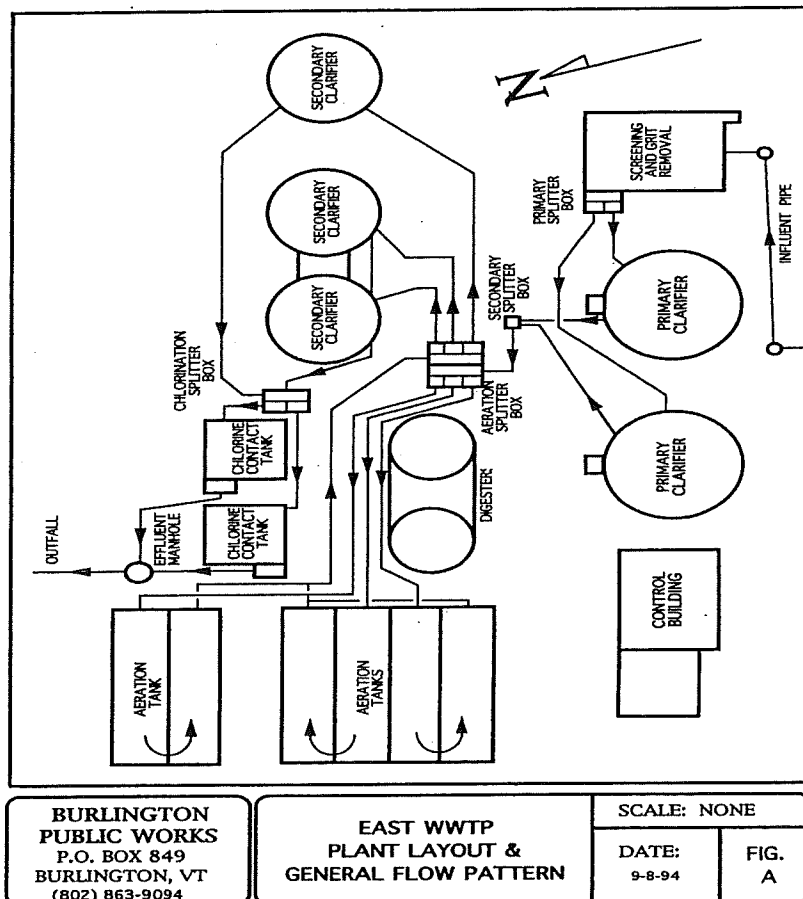 SECONDARY
CLARIFIER
N
SCREENING
AND GRIT
REMOVAL
PRIMARY
SPLITTER
BOX
INFLUENT PIPE
SECONDARY
CLARIFIER
SECONDARY
CLARIFIER
SECONDARY
SPLITTER
BOX
PRIMARY
CLARIFIER
CHLORINATION
SPLITTER
BOX
AERATION
SPLITTER
BOX
CHLORINE
CONTACT
TANK
DIGESTER
PRIMARY
CLARIFIER
OUTFALL
EFFLUENT
MANHOLE
CHLORINE
CONTACT
TANK
CONTROL
BUILDING
AERATION
TANK
AERATION
TANKS
BURLINGTON
PUBLIC WORKS
P.O. BOX 849
BURLINGTON, VT
(802) 863-9094
EAST WWTP
PLANT LAYOUT &
GENERAL FLOW PATTERN
SCALE: NONE
DATE:
9-8-94
FIG.
A